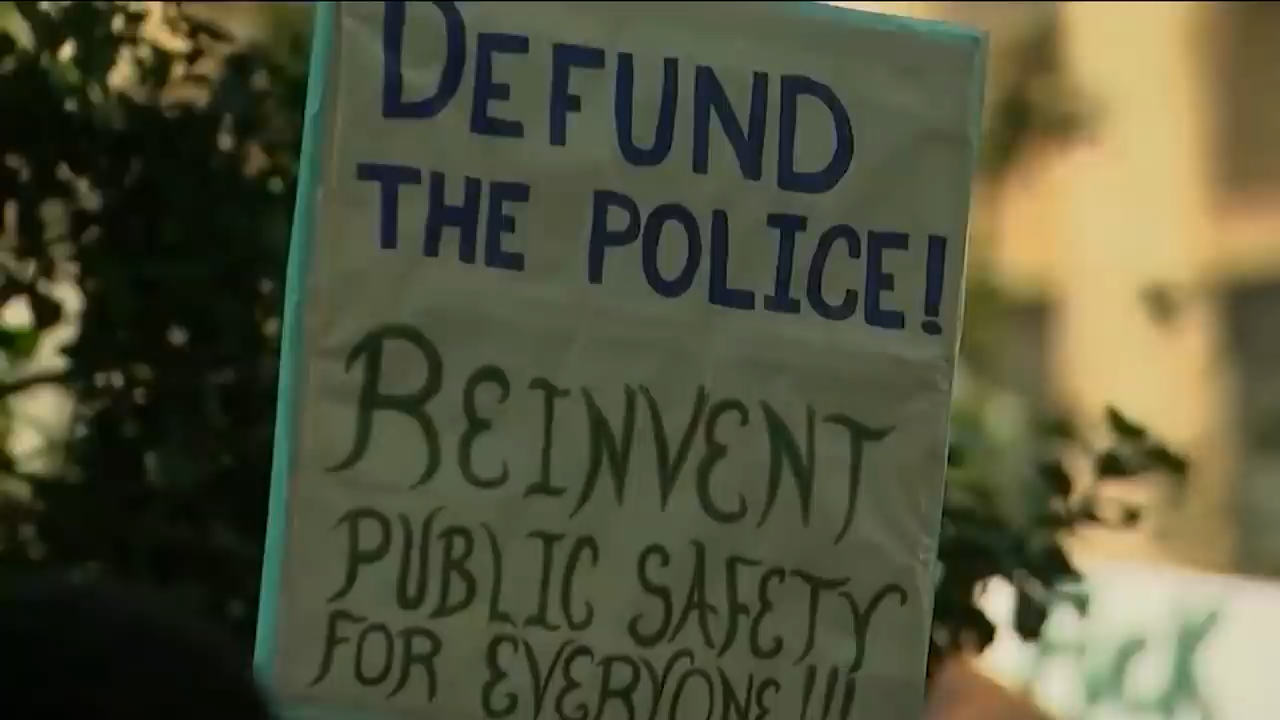 DEFUND
THE POLICE!
REINVENT
PUBLIC SAFETY
FOR EVERYONE!!!